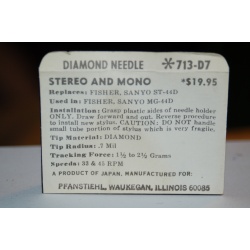 DIAMOND NEEDLE *713-D7
STEREO AND MONO *$19.95
Replaces: FISHER, SANYO ST-44D
Used in: FISHER, SANYO MG-44D
Installation: Grasp plastic sides of needle holder
ONLY. Draw forward and out. Reverse procedure
to install new stylus. CAUTION: DO NOT handle
small tube portion of stylus which is very fragile.
Tip Material: DIAMOND
Tip Radius: .7 Mil
Tracking Force: 1½ to 2½ Grams
Speeds: 33 & 45 RPM
A PRODUCT OF JAPAN. MANUFACTURED FOR:
PFANSTIEHL, WAUKEGAN, ILLINOIS 60085